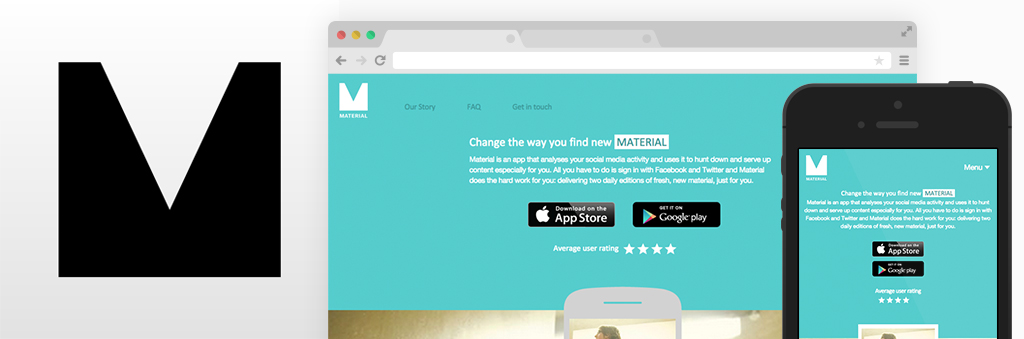 M
MATERIAL
Our Story
FAQ
Get in touch
Change the way you find new MATERIAL
Material is an app that analyses your social media activity and uses it to hunt down and serve up
content especially for you. All you have to do is sign in with Facebook and Twitter and Material
does the hard work for you: delivering two daily editions of fresh, new material, just for you.
Download on the
App Store
GET IT ON
Google play
Average user rating
MATERIAL
Menu
Change the way you find new MATERIAL
Material is an app that analyses your social media activity and uses it to hunt
down and serve up content especially for you. All you have to do is sign in with
Facebook and Twitter and Material does the hard work for you: delivering two
daily editions of fresh, new material, just for you.
Download on the
App Store
GET IT ON
Google play
Average user rating